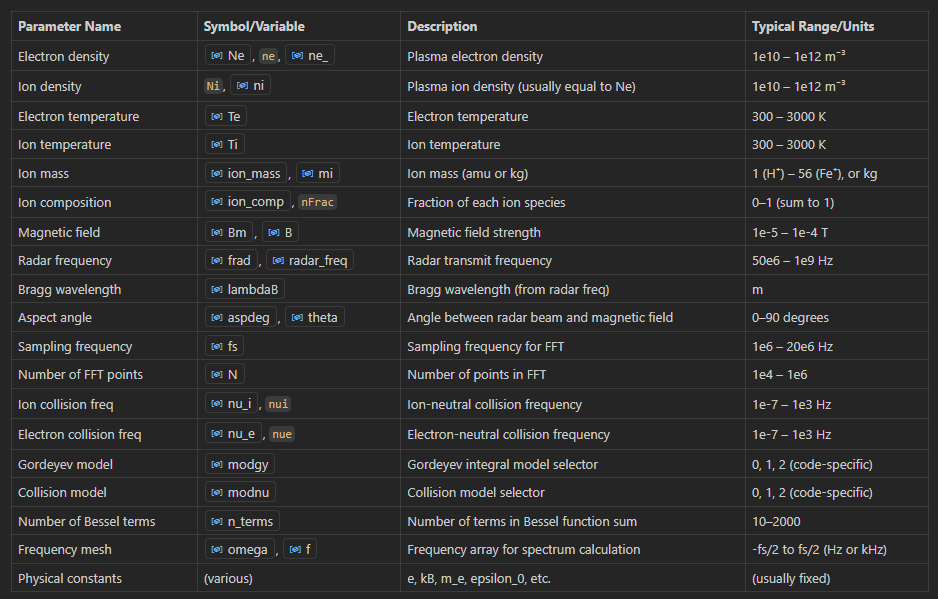 Parameter Name Symbol/Variable Description Typical Range/Units
Electron density Ne , ne, ne_ Plasma electron density 1e10 – 1e12 m⁻³
Ion density Ni, ni Plasma ion density (usually equal to Ne) 1e10 – 1e12 m⁻³
Electron temperature Te Electron temperature 300 – 3000 K
Ion temperature Ti Ion temperature 300 – 3000 K
Ion mass ion_mass , mi Ion mass (amu or kg) 1 (H⁺) – 56 (Fe⁺), or kg
Ion composition ion_comp , nFrac Fraction of each ion species 0–1 (sum to 1)
Magnetic field Bm , B Magnetic field strength 1e-5 – 1e-4 T
Radar frequency frad , radar_freq Radar transmit frequency 50e6 – 1e9 Hz
Bragg wavelength lambdaB Bragg wavelength (from radar freq) m
Aspect angle aspdeg , theta Angle between radar beam and magnetic field 0–90 degrees
Sampling frequency fs Sampling frequency for FFT 1e6 – 20e6 Hz
Number of FFT points N Number of points in FFT 1e4 – 1e6
Ion collision freq nu_i , nui Ion-neutral collision frequency 1e-7 – 1e3 Hz
Electron collision freq nu_e , nue Electron-neutral collision frequency 1e-7 – 1e3 Hz
Gordeyev model modgy Gordeyev integral model selector 0, 1, 2 (code-specific)
Collision model modnu Collision model selector 0, 1, 2 (code-specific)
Number of Bessel terms n_terms Number of terms in Bessel function sum 10–2000
Frequency mesh omega , f Frequency array for spectrum calculation -fs/2 to fs/2 (Hz or kHz)
Physical constants (various) e, kB, m_e, epsilon_0, etc. (usually fixed)